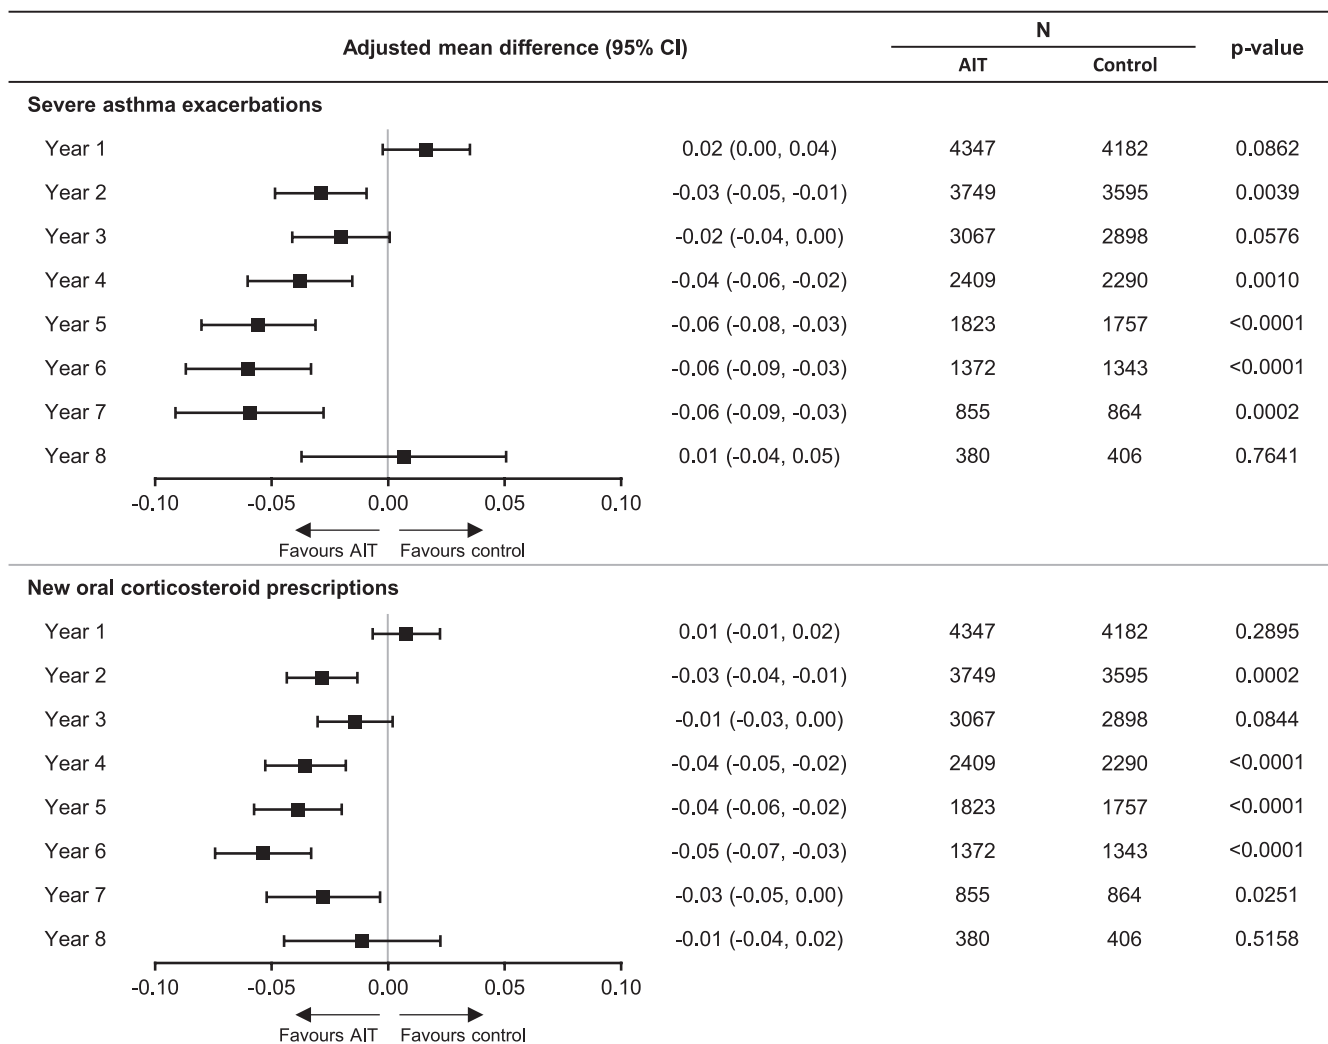 Adjusted mean difference (95% CI) N p-value
AIT Control
Severe asthma exacerbations
Year 1 0.02 (0.00, 0.04) 4347 4182 0.0862
Year 2 -0.03 (-0.05, -0.01) 3749 3595 0.0039
Year 3 -0.02 (-0.04, 0.00) 3067 2898 0.0576
Year 4 -0.04 (-0.06, -0.02) 2409 2290 0.0010
Year 5 -0.06 (-0.08, -0.03) 1823 1757 <0.0001
Year 6 -0.06 (-0.09, -0.03) 1372 1343 <0.0001
Year 7 -0.06 (-0.09, -0.03) 855 864 0.0002
Year 8 0.01 (-0.04, 0.05) 380 406 0.7641
-0.10 -0.05 0.00 0.05 0.10
Favours AIT Favours control
New oral corticosteroid prescriptions
Year 1 0.01 (-0.01, 0.02) 4347 4182 0.2895
Year 2 -0.03 (-0.04, -0.01) 3749 3595 0.0002
Year 3 -0.01 (-0.03, 0.00) 3067 2898 0.0844
Year 4 -0.04 (-0.05, -0.02) 2409 2290 <0.0001
Year 5 -0.04 (-0.06, -0.02) 1823 1757 <0.0001
Year 6 -0.05 (-0.07, -0.03) 1372 1343 <0.0001
Year 7 -0.03 (-0.05, 0.00) 855 864 0.0251
Year 8 -0.01 (-0.04, 0.02) 380 406 0.5158
-0.10 -0.05 0.00 0.05 0.10
Favours AIT Favours control